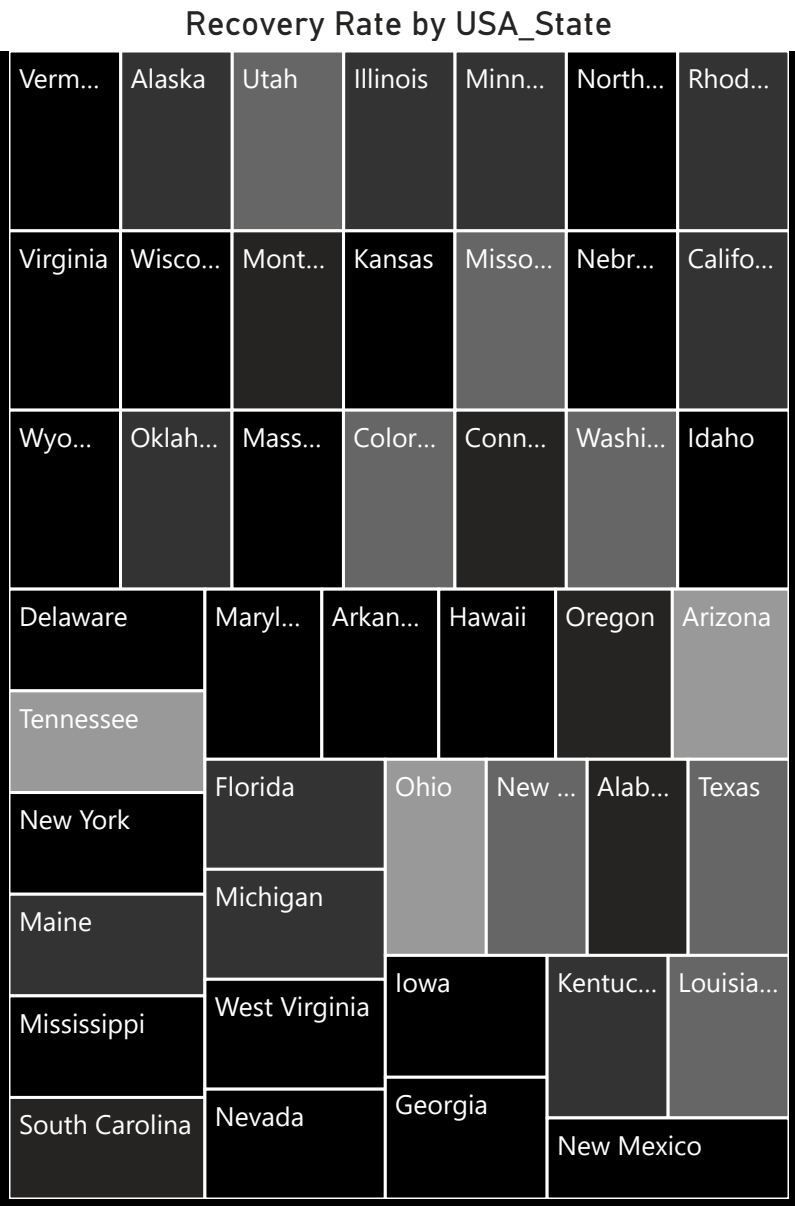 Recovery Rate by USA_State
Verm...
Alaska
Utah
Illinois
Minn...
North...
Rhod...
Virginia
Wisco...
Mont...
Kansas
Misso...
Nebr...
Califo...
Wyo...
Oklah...
Mass...
Color...
Conn...
Washi...
Idaho
Delaware
Tennessee
New York
Maine
Mississippi
South Carolina
Maryl...
Arkan...
Hawaii
Oregon
Arizona
Florida
Michigan
West Virginia
Nevada
Ohio
New ...
Alab...
Texas
Iowa
Georgia
Kentuc...
Louisia...
New Mexico